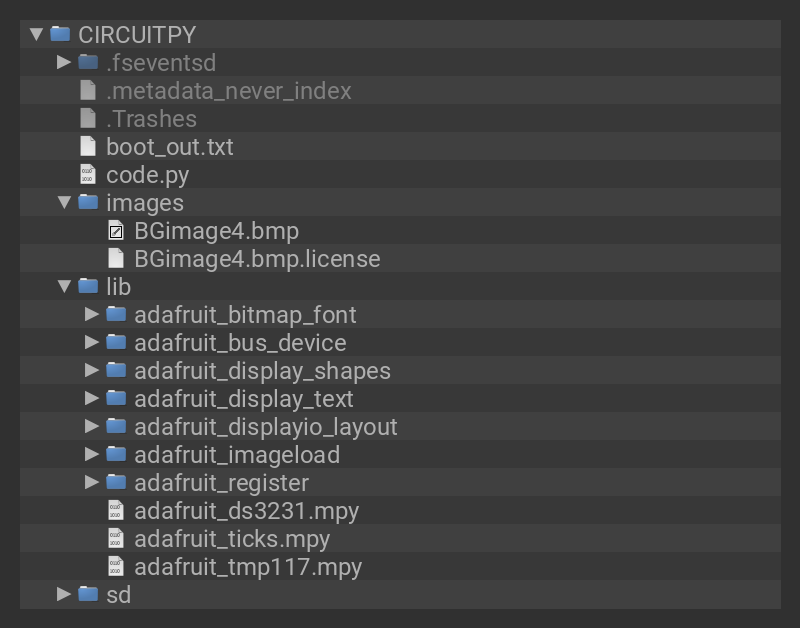 CIRCUITPY
.fseventsd
.metadata_never_index
.Trashes
boot_out.txt
code.py
images
BGimage4.bmp
BGimage4.bmp.license
lib
adafruit_bitmap_font
adafruit_bus_device
adafruit_display_shapes
adafruit_display_text
adafruit_displayio_layout
adafruit_imageload
adafruit_register
adafruit_ds3231.mpy
adafruit_ticks.mpy
adafruit_tmp117.mpy
sd